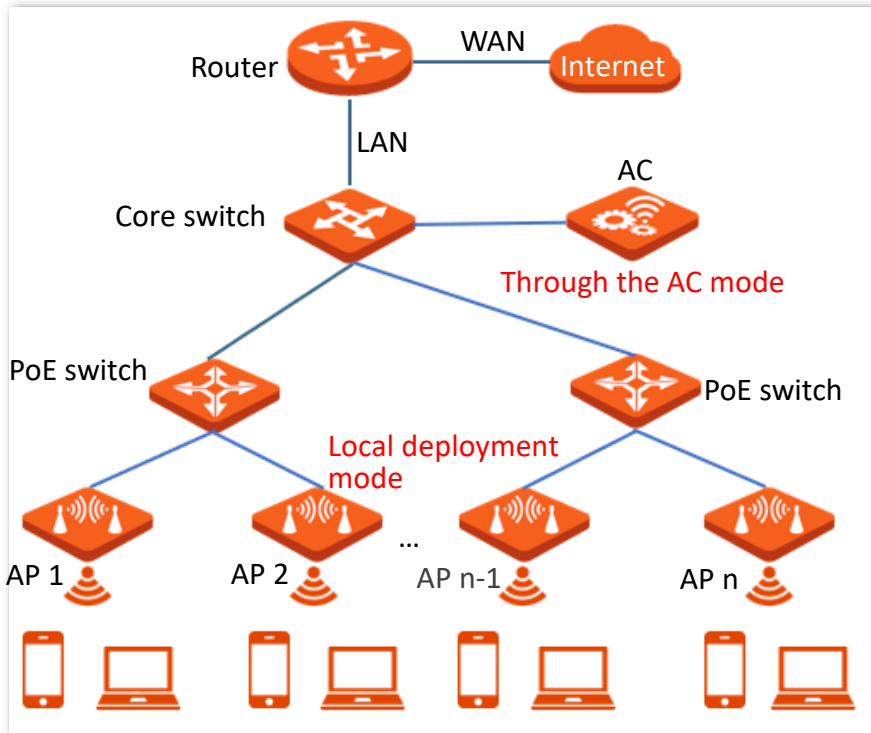 WAN
Router
Internet
LAN
AC
Core switch
Through the AC mode
PoE switch
PoE switch
Local deployment
mode
...
AP 1
AP 2
AP n-1
AP n